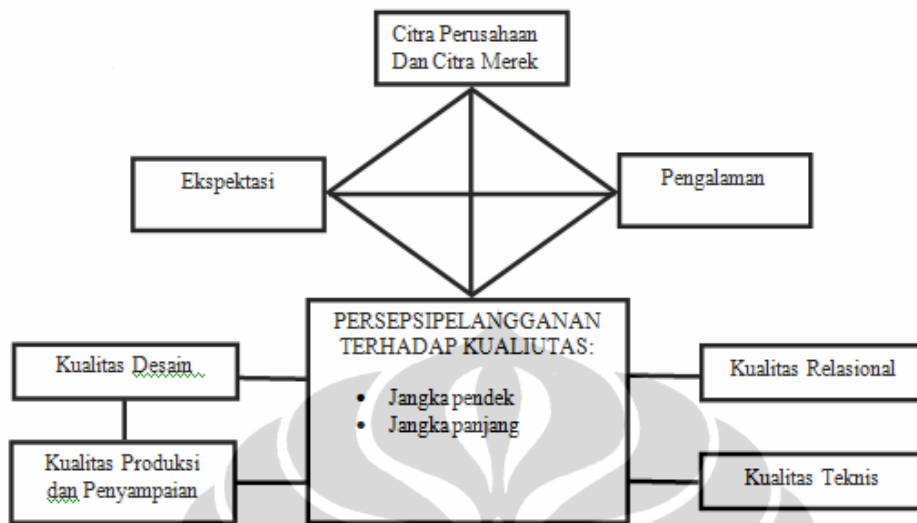 Citra Perusahaan
Dan Citra Merek
Ekspektasi
Pengalaman
PERSEPSIPELANGGANAN
TERHADAP KUALIUTAS:
• Jangka pendek
• Jangka panjang
Kualitas Desain
Kualitas Produksi
dan Penyampaian
Kualitas Relasional
Kualitas Teknis